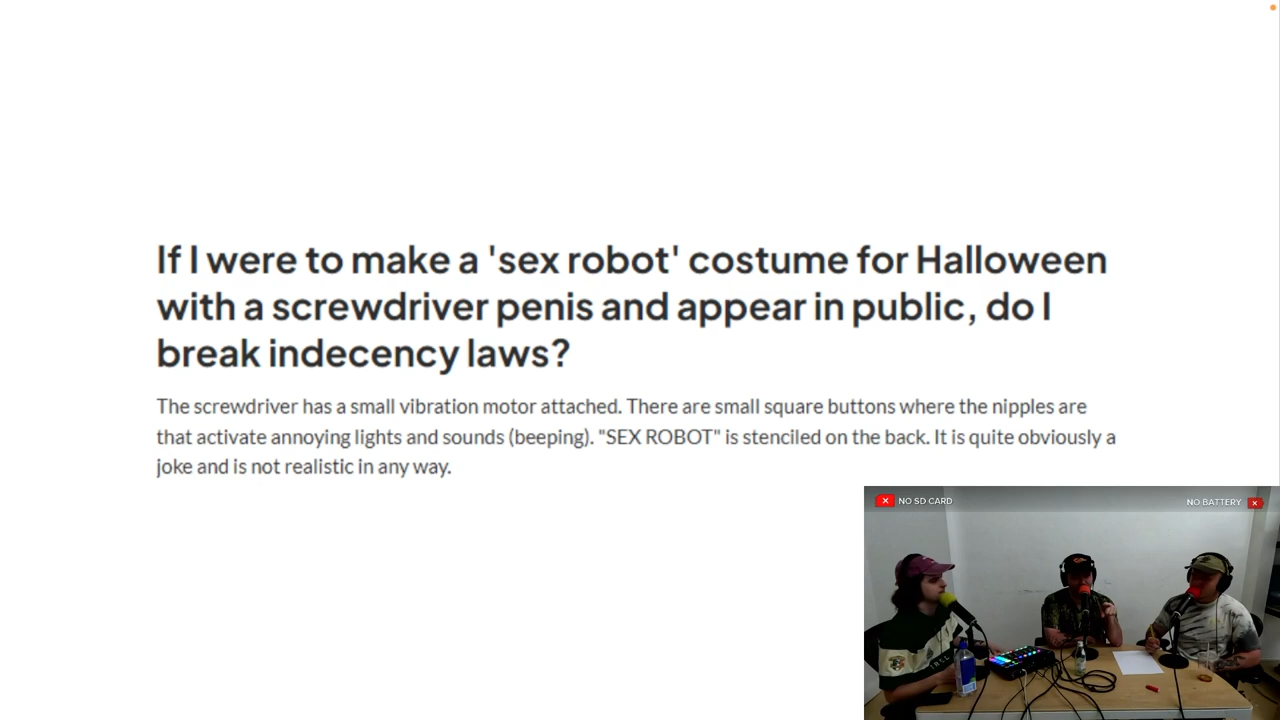 If I were to make a 'sex robot' costume for Halloween
with a screwdriver penis and appear in public, do I
break indecency laws?
The screwdriver has a small vibration motor attached. There are small square buttons where the nipples are
that activate annoying lights and sounds (beeping). "SEX ROBOT" is stenciled on the back. It is quite obviously a
joke and is not realistic in any way.
NO SD CARD
NO BATTERY